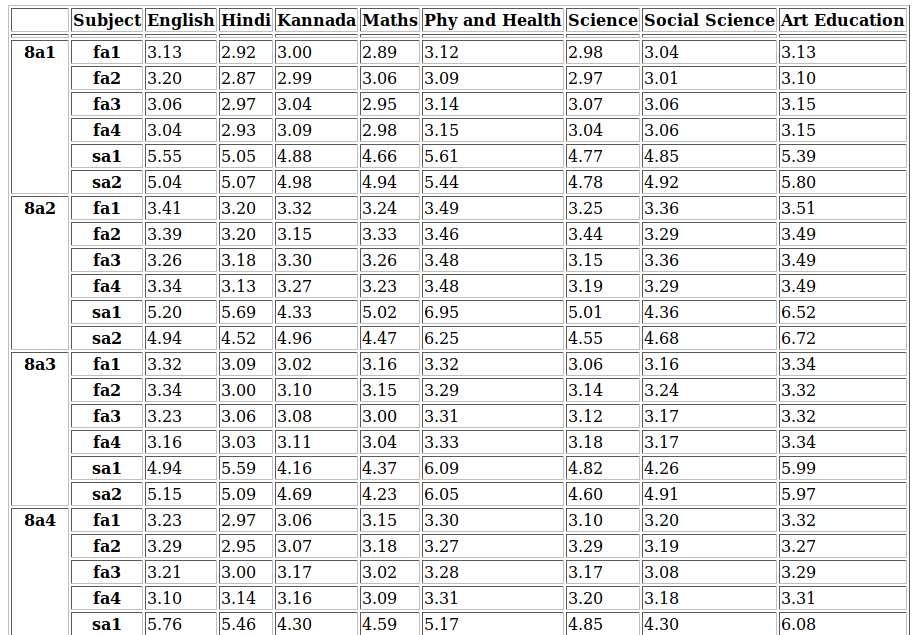 Subject English Hindi Kannada Maths Phy and Health Science Social Science Art Education
8a1 fa1 3.13 2.92 3.00 2.89 3.12 2.98 3.04 3.13
fa2 3.20 2.87 2.99 3.06 3.09 2.97 3.01 3.10
fa3 3.06 2.97 3.04 2.95 3.14 3.07 3.06 3.15
fa4 3.04 2.93 3.09 2.98 3.15 3.04 3.06 3.15
sa1 5.55 5.05 4.88 4.66 5.61 4.77 4.85 5.39
sa2 5.04 5.07 4.98 4.94 5.44 4.78 4.92 5.80
8a2 fa1 3.41 3.20 3.32 3.24 3.49 3.25 3.36 3.51
fa2 3.39 3.20 3.15 3.33 3.46 3.44 3.29 3.49
fa3 3.26 3.18 3.30 3.26 3.48 3.15 3.36 3.49
fa4 3.34 3.13 3.27 3.23 3.48 3.19 3.29 3.49
sa1 5.20 5.69 4.33 5.02 6.95 5.01 4.36 6.52
sa2 4.94 4.52 4.96 4.47 6.25 4.55 4.68 6.72
8a3 fa1 3.32 3.09 3.02 3.16 3.32 3.06 3.16 3.34
fa2 3.34 3.00 3.10 3.15 3.29 3.14 3.24 3.32
fa3 3.23 3.06 3.08 3.00 3.31 3.12 3.17 3.32
fa4 3.16 3.03 3.11 3.04 3.33 3.18 3.17 3.34
sa1 4.94 5.59 4.16 4.37 6.09 4.82 4.26 5.99
sa2 5.15 5.09 4.69 4.23 6.05 4.60 4.91 5.97
8a4 fa1 3.23 2.97 3.06 3.15 3.30 3.10 3.20 3.32
fa2 3.29 2.95 3.07 3.18 3.27 3.29 3.19 3.27
fa3 3.21 3.00 3.17 3.02 3.28 3.17 3.08 3.29
fa4 3.10 3.14 3.16 3.09 3.31 3.20 3.18 3.31
sa1 5.76 5.46 4.30 4.59 5.17 4.85 4.30 6.08